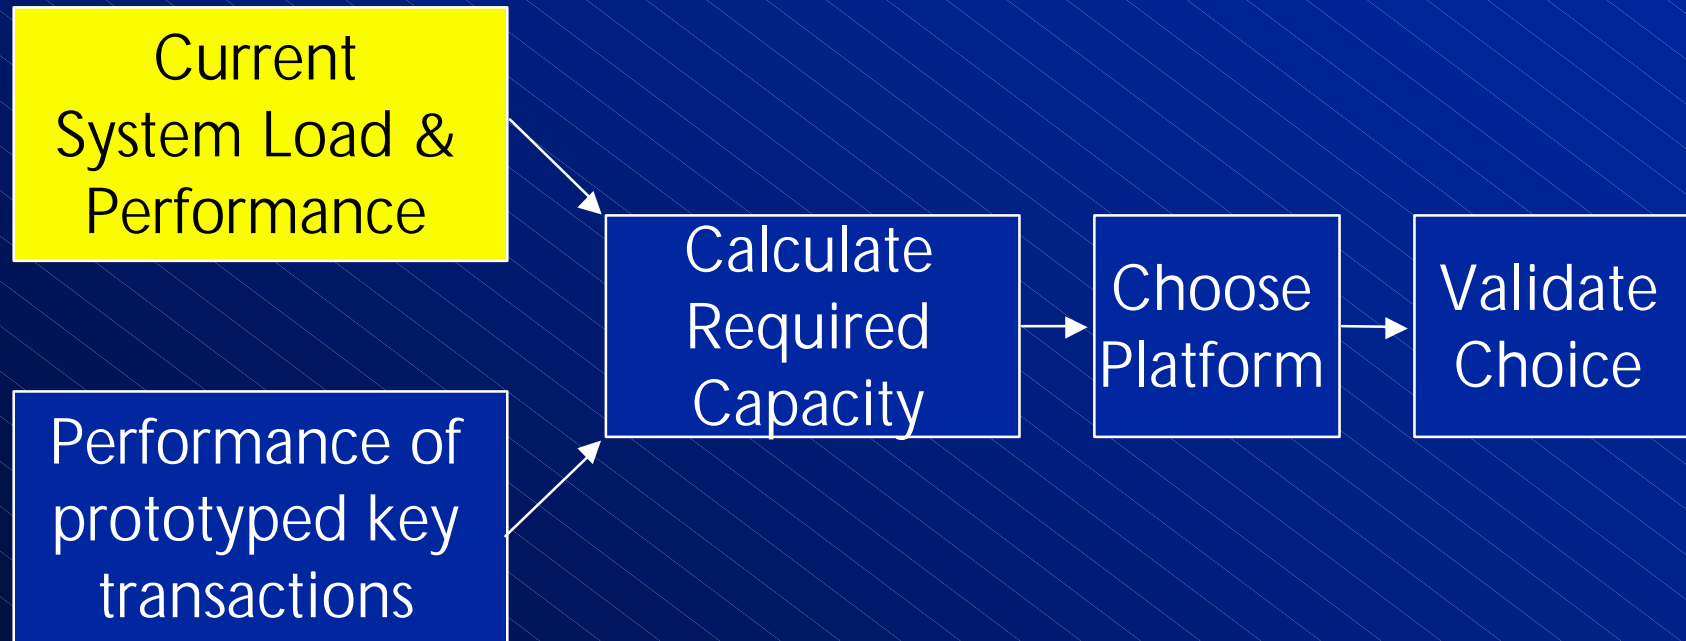 Current
System Load &
Performance
Performance of
prototyped key
transactions
Calculate
Required
Capacity
Choose
Platform
Validate
Choice